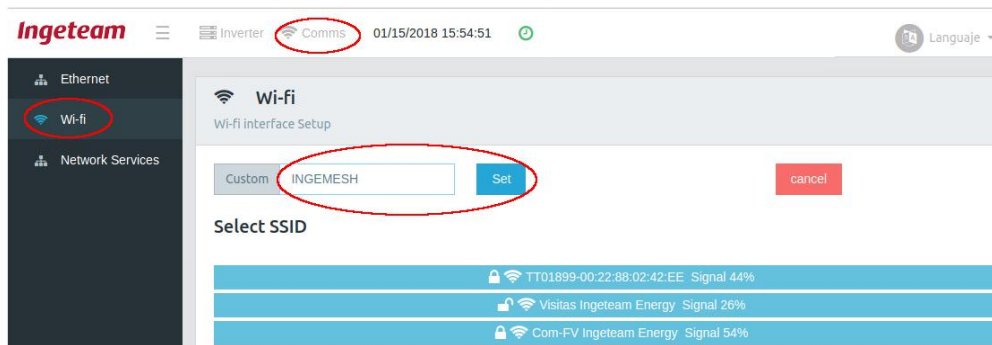 Ingeteam Inverter Comms 01/15/2018 15:54:51 Languaje
Ethernet
Wi-fi
Network Services
Wi-fi
Wi-fi interface Setup
Custom INGEMESH Set cancel
Select SSID
TT01899-00:22:88:02:42:EE Signal 44%
Visitas Ingeteam Energy Signal 26%
Com-FV Ingeteam Energy Signal 54%